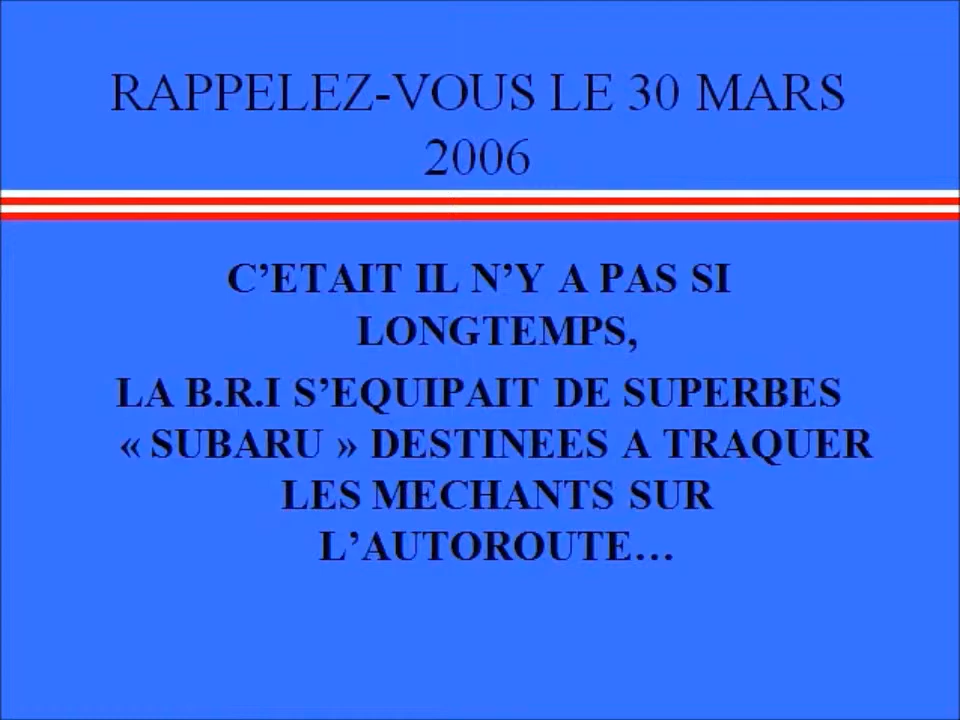 RAPPELEZ-VOUS LE 30 MARS
2006
C’ETAIT IL N’Y A PAS SI
LONGTEMPS,
LA B.R.I S’EQUIPAIT DE SUPERBES
« SUBARU » DESTINEES A TRAQUER
LES MECHANTS SUR
L’AUTOROUTE…